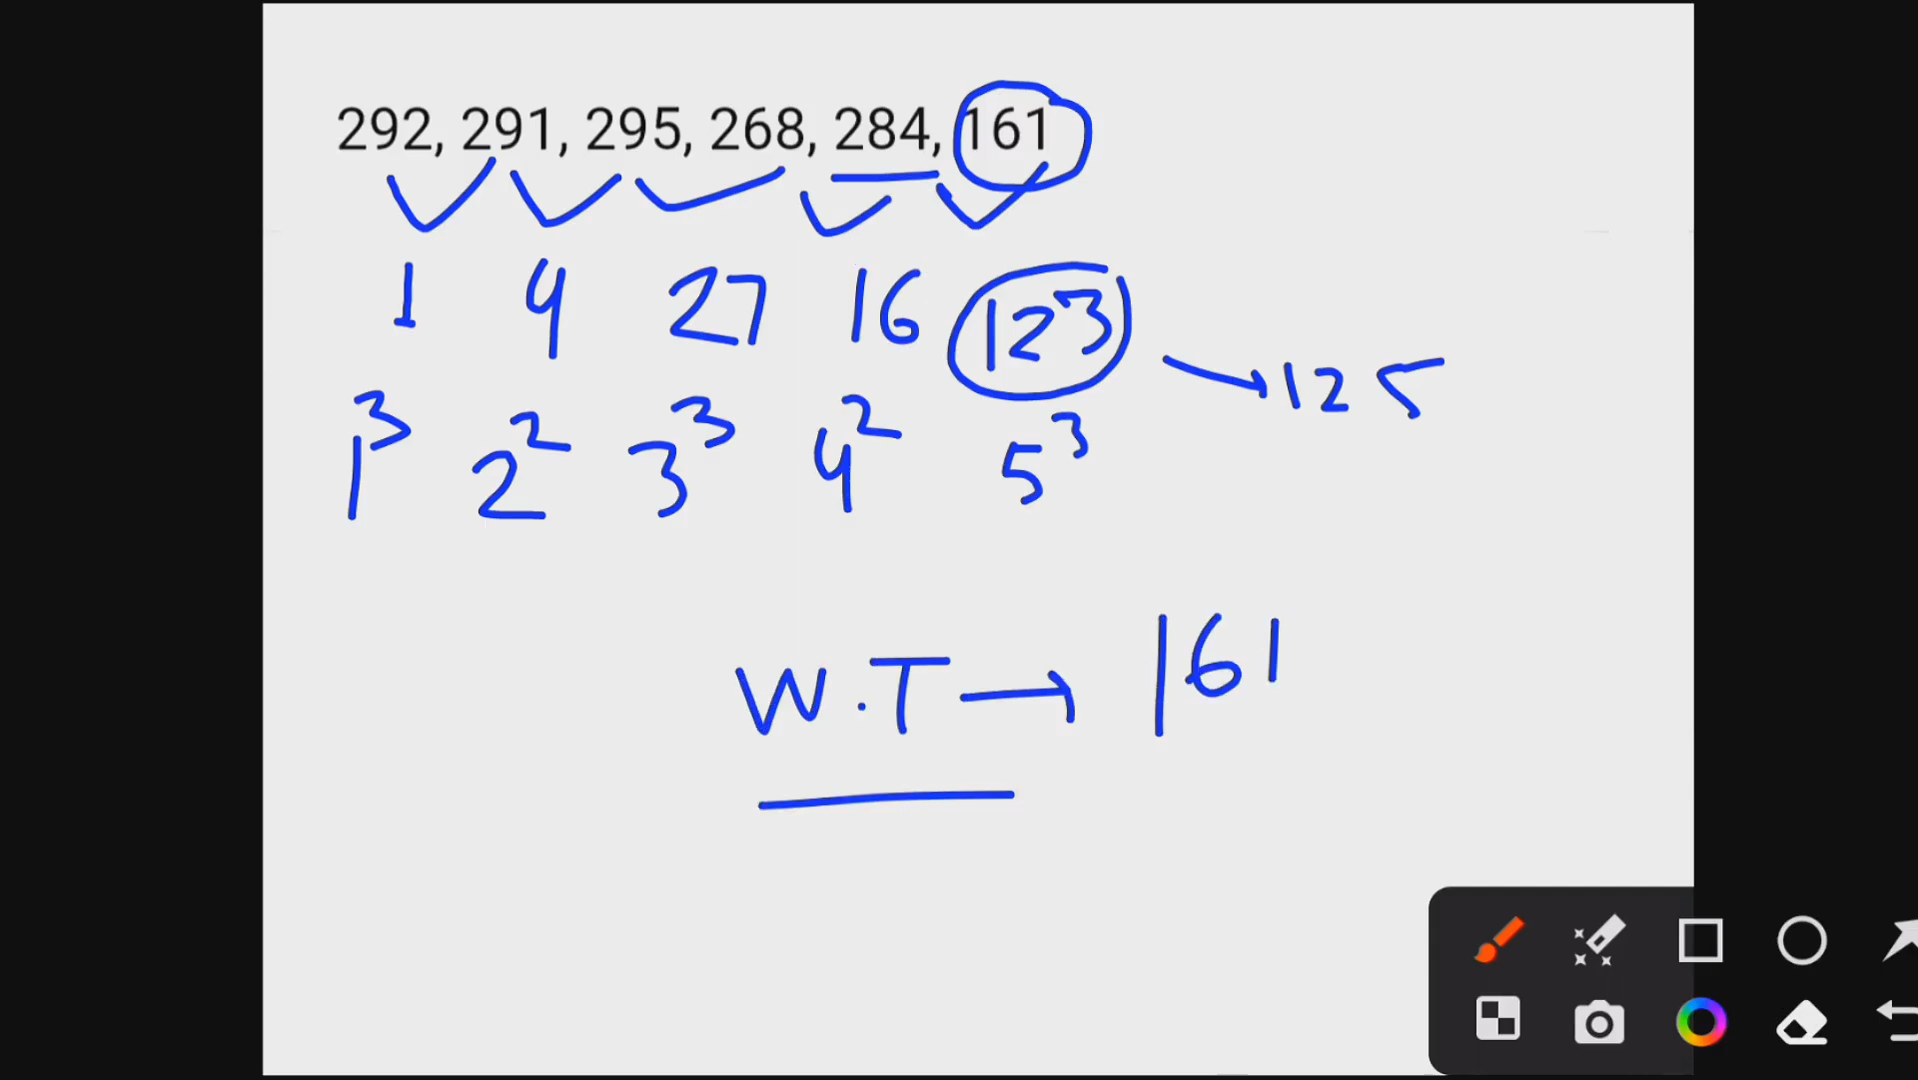 292, 291, 295, 268, 284, 161
1 4 27 16 123
125
1³ 2² 3³ 4² 5³
W.T → 161